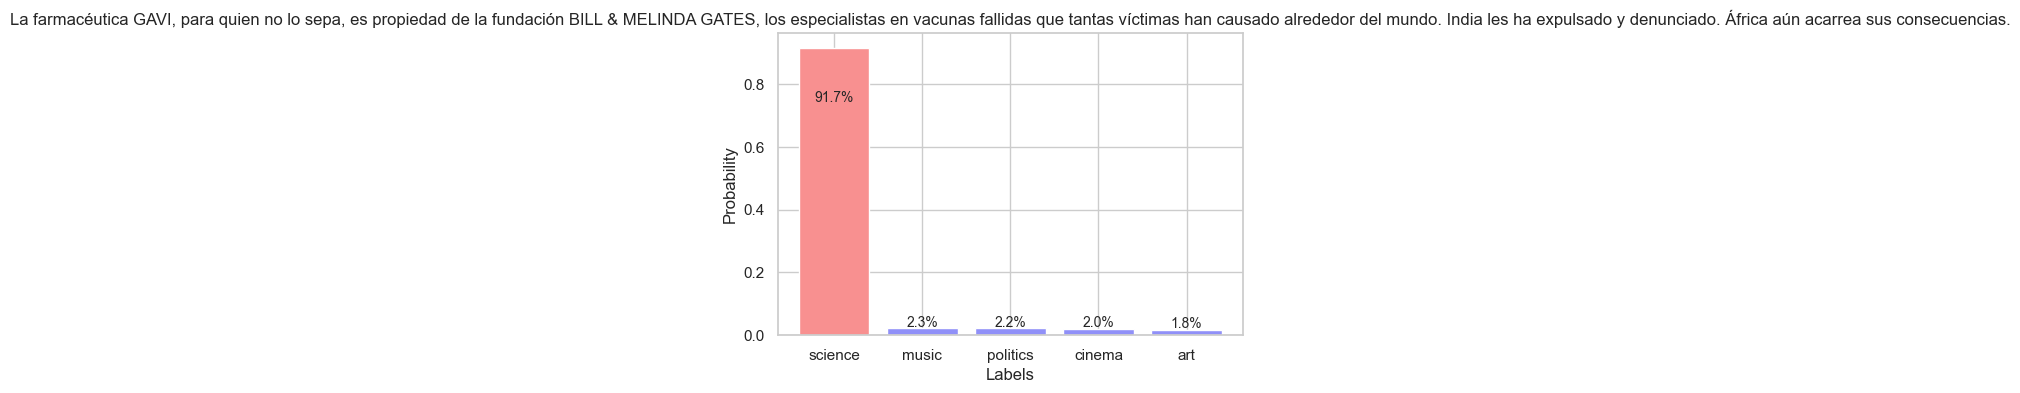 La farmacéutica GAVI, para quien no lo sepa, es propiedad de la fundación BILL & MELINDA GATES, los especialistas en vacunas fallidas que tantas víctimas han causado alrededor del mundo. India les ha expulsado y denunciado. África aún acarrea sus consecuencias.
Probability
0.8
0.6
0.4
0.2
0.0
91.7%
2.3%
2.2%
2.0%
1.8%
science
music
politics
cinema
art
Labels